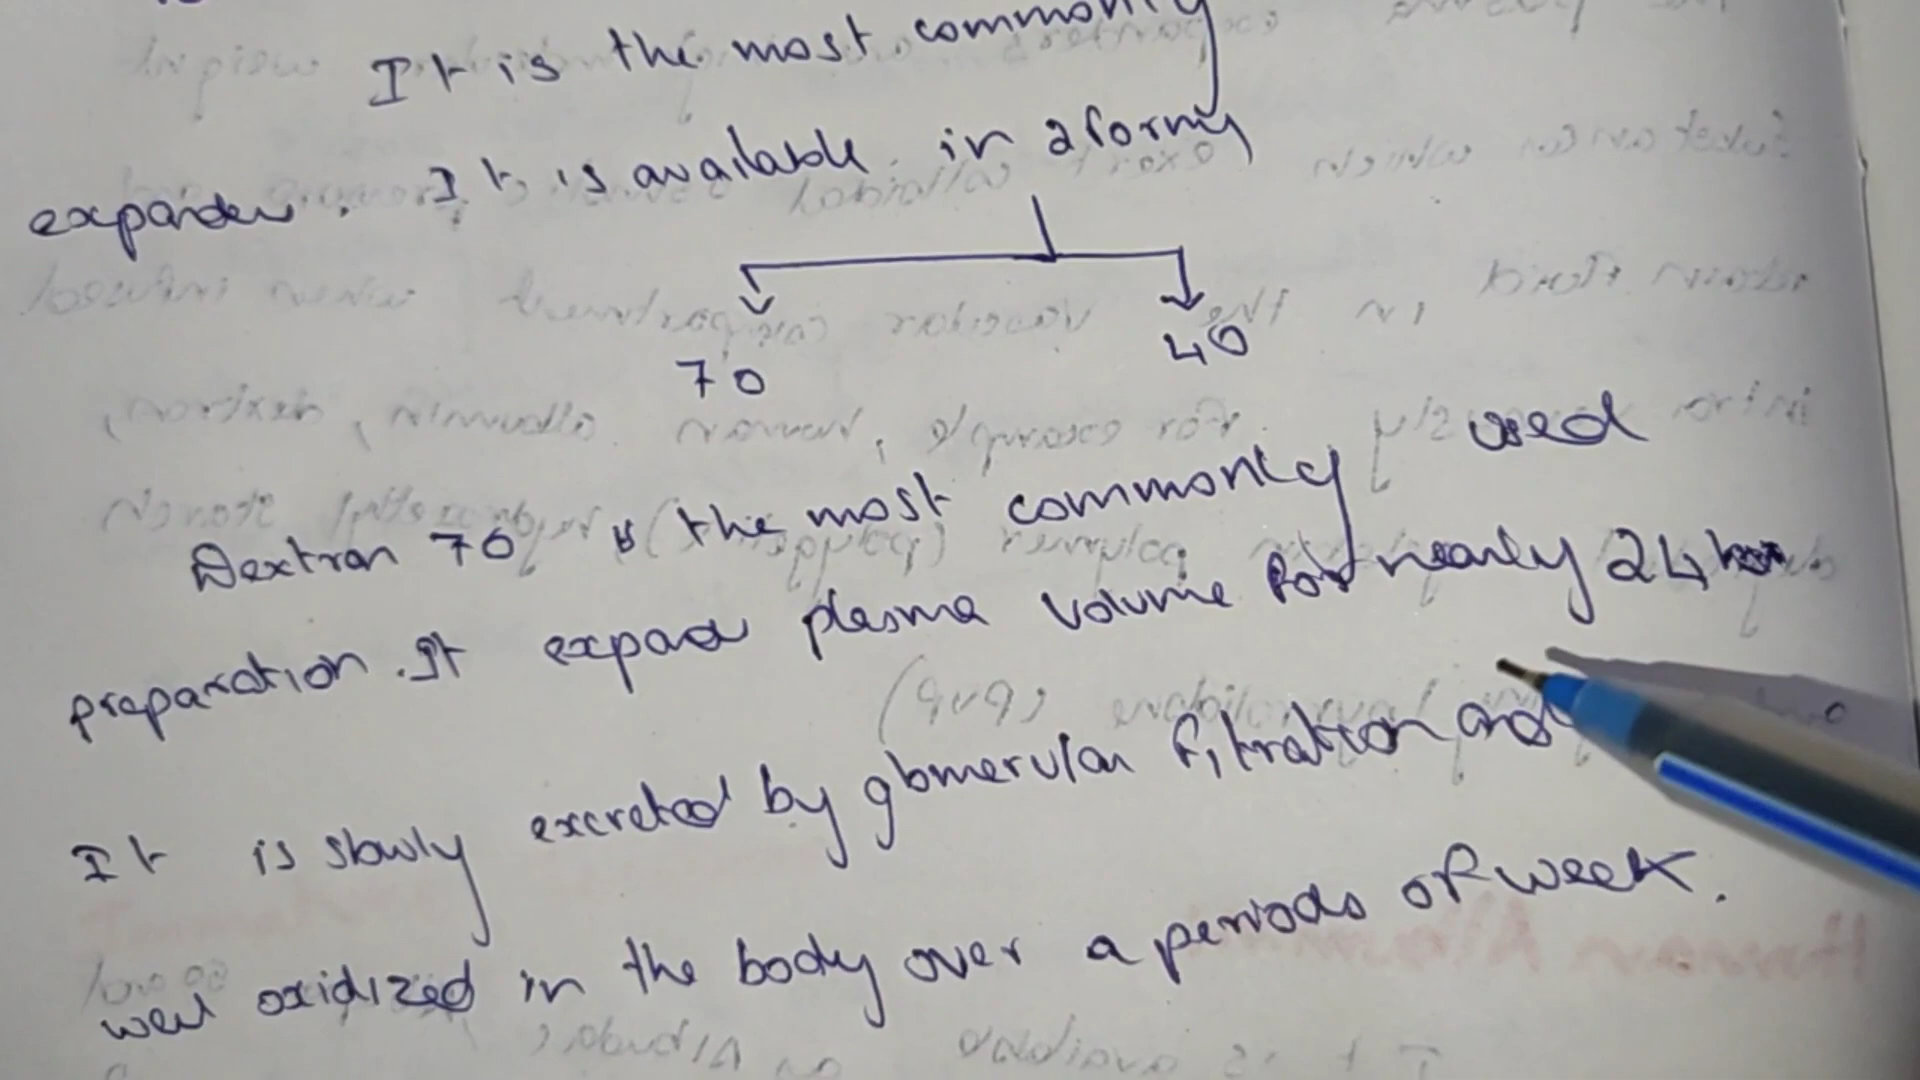 It is the most commonly
expander. It is available in 2 forms
70 40
Dextran 70 is the most commonly used
preparation. It expand plasma volume for nearly 24 hr
It is slowly excreted by glomerular filtration and
well oxidized in the body over a periods of week.